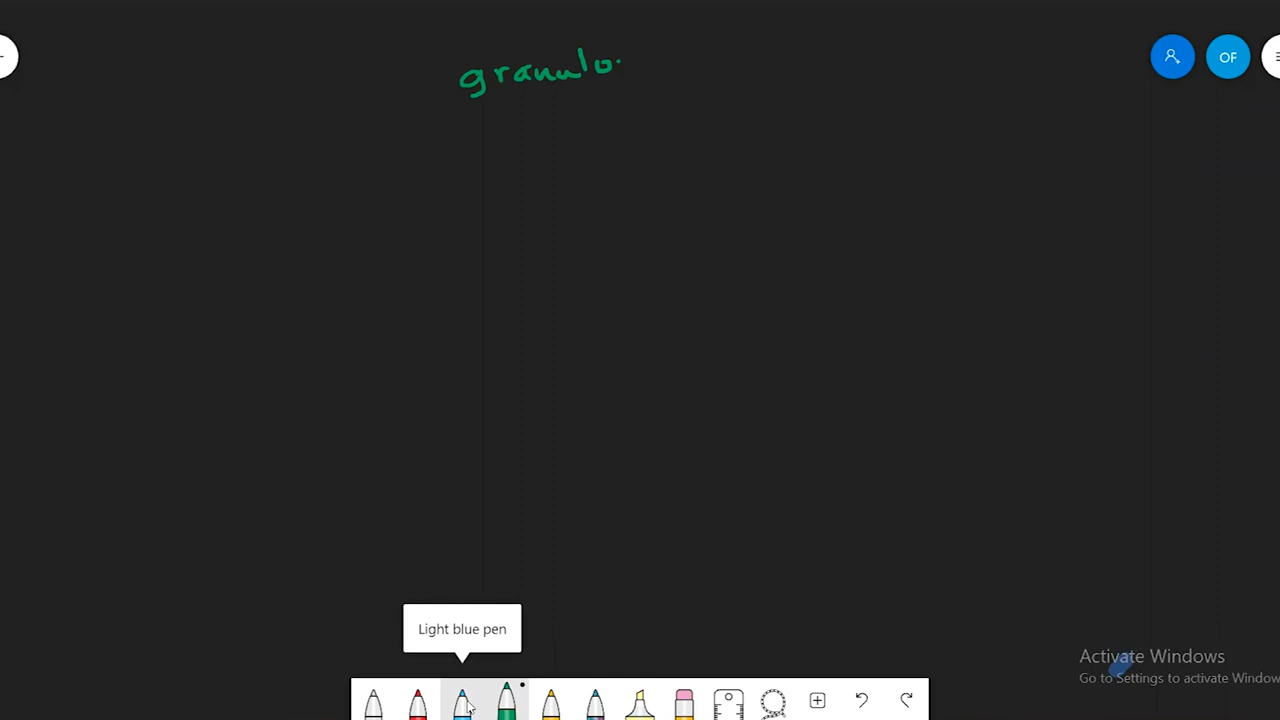 granulo.
OF
Light blue pen
Activate Windows
Go to Settings to activate Window